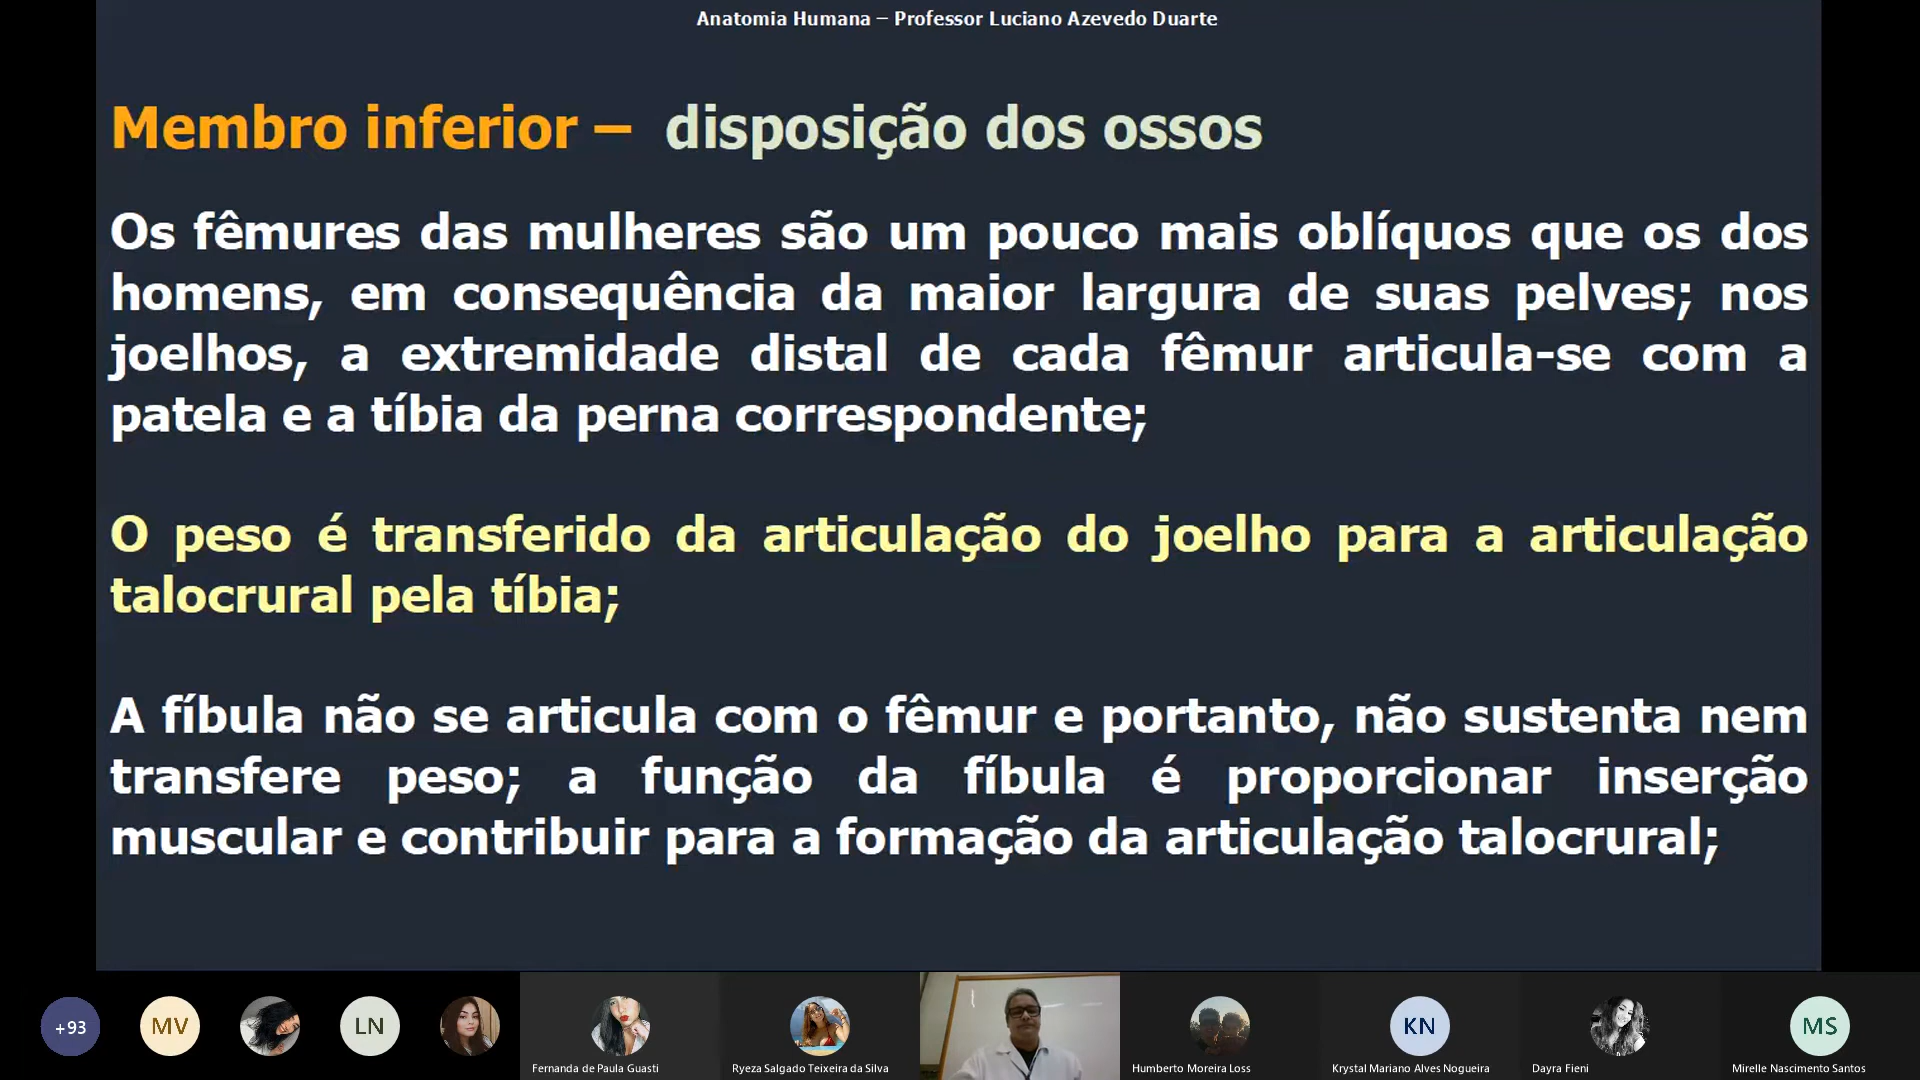 Anatomia Humana – Professor Luciano Azevedo Duarte
Membro inferior – disposição dos ossos
Os fêmures das mulheres são um pouco mais oblíquos que os dos
homens, em consequência da maior largura de suas pelves; nos
joelhos, a extremidade distal de cada fêmur articula-se com a
patela e a tíbia da perna correspondente;
O peso é transferido da articulação do joelho para a articulação
talocrural pela tíbia;
A fíbula não se articula com o fêmur e portanto, não sustenta nem
transfere peso; a função da fíbula é proporcionar inserção
muscular e contribuir para a formação da articulação talocrural;
+93
MV
LN
KN
MS
Fernanda de Paula Guasti
Ryeza Salgado Teixeira da Silva
Humberto Moreira Loss
Krystal Mariano Alves Nogueira
Dayra Fieni
Mirelle Nascimento Santos